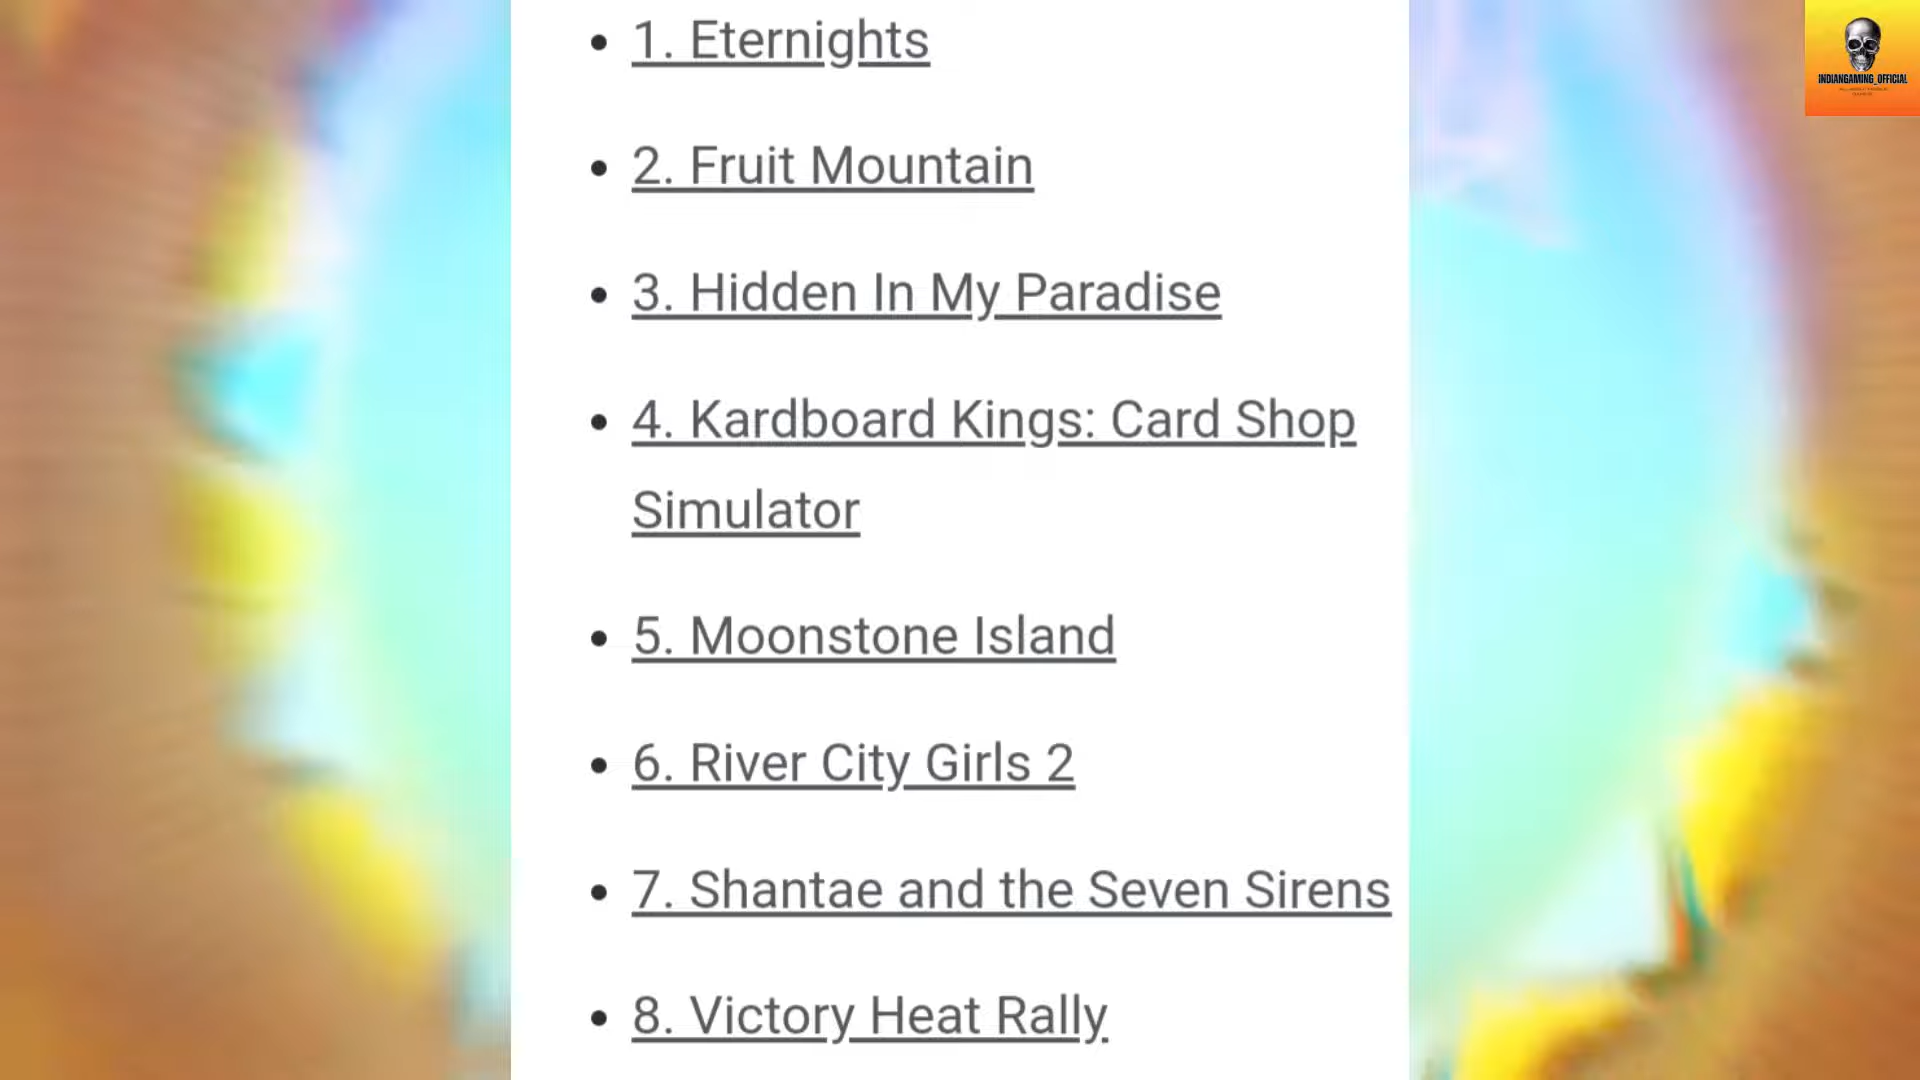 1. Eternights
2. Fruit Mountain
3. Hidden In My Paradise
4. Kardboard Kings: Card Shop
Simulator
5. Moonstone Island
6. River City Girls 2
7. Shantae and the Seven Sirens
8. Victory Heat Rally
INDIANGAMING_OFFICIAL